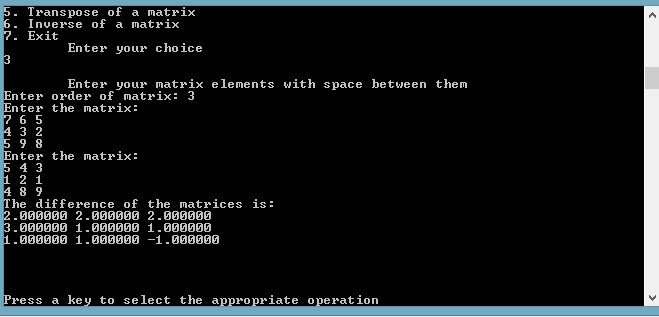 5. Transpose of a matrix
6. Inverse of a matrix
7. Exit
Enter your choice
3
Enter your matrix elements with space between them
Enter order of matrix: 3
Enter the matrix:
7 6 5
4 3 2
5 9 8
Enter the matrix:
5 4 3
1 2 1
4 8 9
The difference of the matrices is:
2.000000 2.000000 2.000000
3.000000 1.000000 1.000000
1.000000 1.000000 -1.000000
Press a key to select the appropriate operation